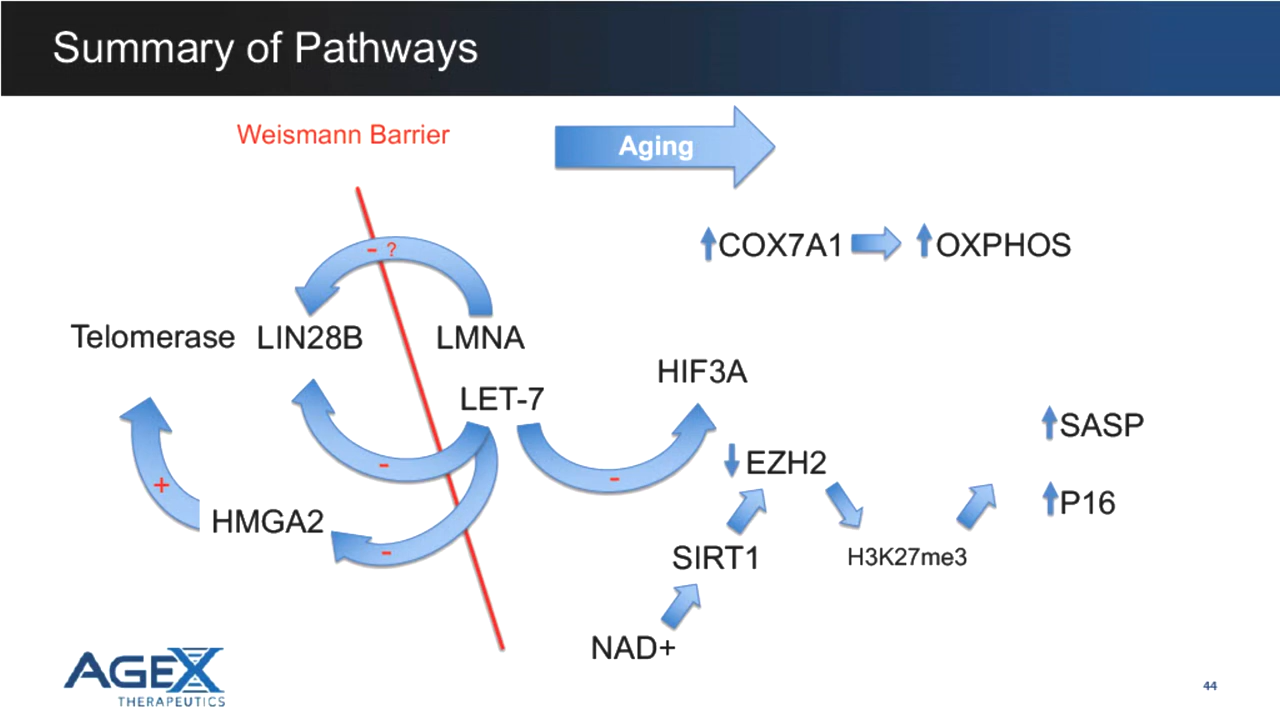 Summary of Pathways
Weismann Barrier
Aging
COX7A1
OXPHOS
- ?
Telomerase
LIN28B
LMNA
HIF3A
LET-7
SASP
-
-
EZH2
+
P16
HMGA2
-
SIRT1
H3K27me3
NAD+
AGEX
THERAPEUTICS
44